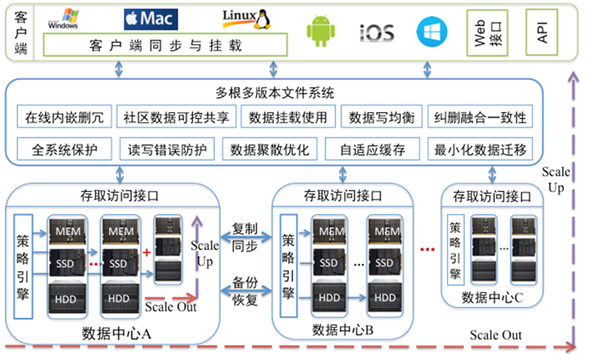 客户端
Windows
Mac
Linux
客户端同步与挂载
iOS
Web
接口
API
多根多版本文件系统
在线内嵌删冗
社区数据可控共享
数据挂载使用
数据写均衡
纠删融合一致性
全系统保护
读写错误防护
数据聚散优化
自适应缓存
最小化数据迁移
Scale
Up
存取访问接口
策略引擎
MEM
MEM
SSD
...
SSD
+
HDD
HDD
Scale
Up
Scale Out
数据中心A
复制
同步
备份
恢复
存取访问接口
策略引擎
MEM
MEM
SSD
...
SSD
HDD
HDD
数据中心B
...
存取访问接口
策略引擎
...
数据中心C
Scale Out